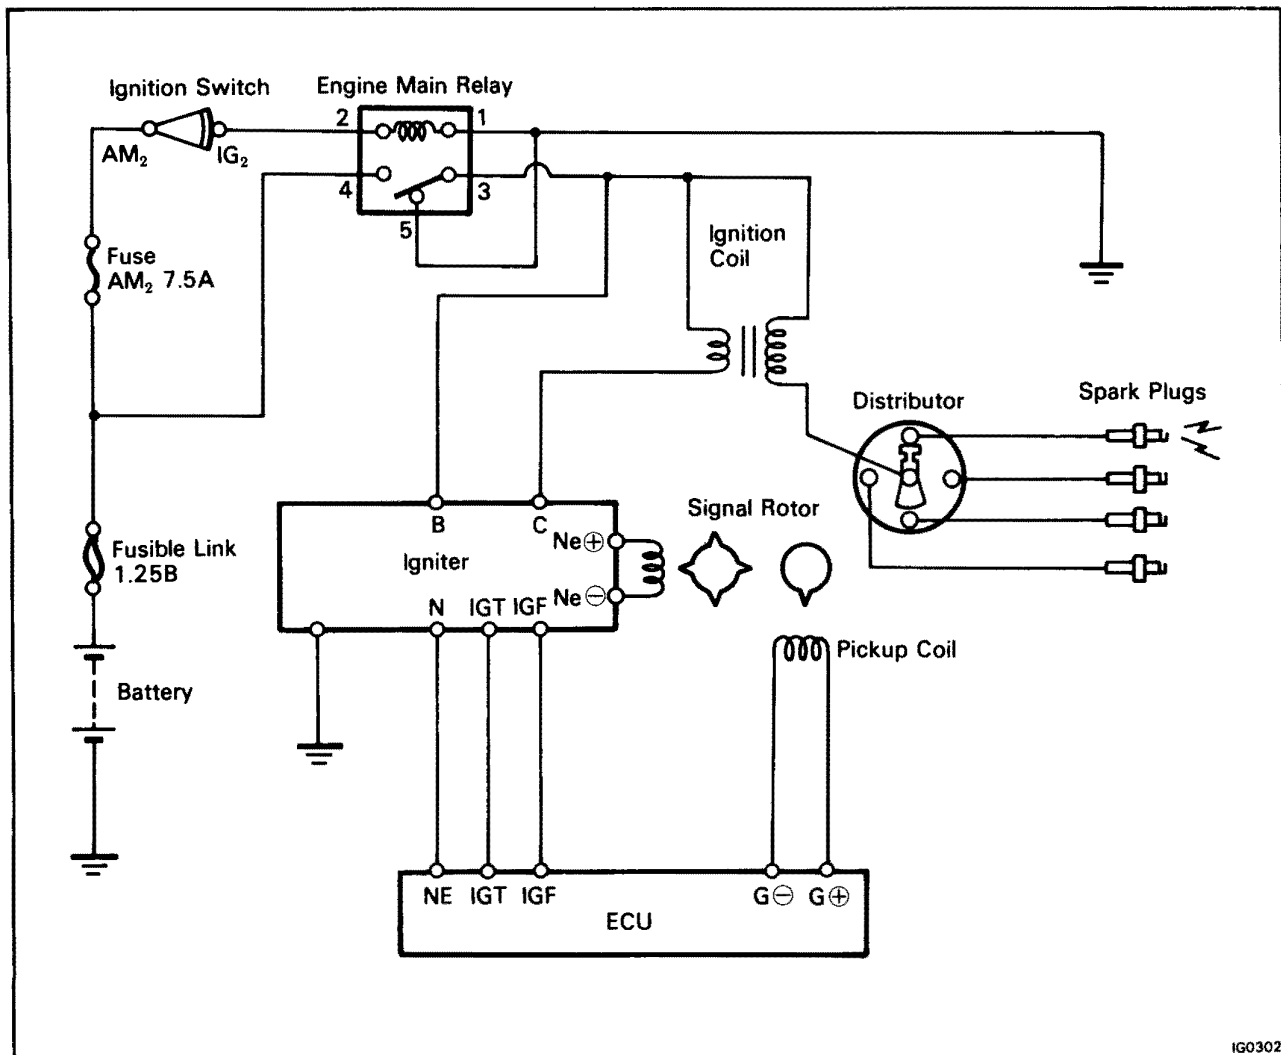 Ignition Switch
Engine Main Relay
2
1
AM₂
IG₂
4
3
5
Fuse
AM₂ 7.5A
Ignition
Coil
Distributor
Spark Plugs
B
C
Signal Rotor
Ne⊕
Igniter
Fusible Link
1.25B
Ne⊖
N IGT IGF
Pickup Coil
Battery
NE IGT IGF
G⊖ G⊕
ECU
IG0302